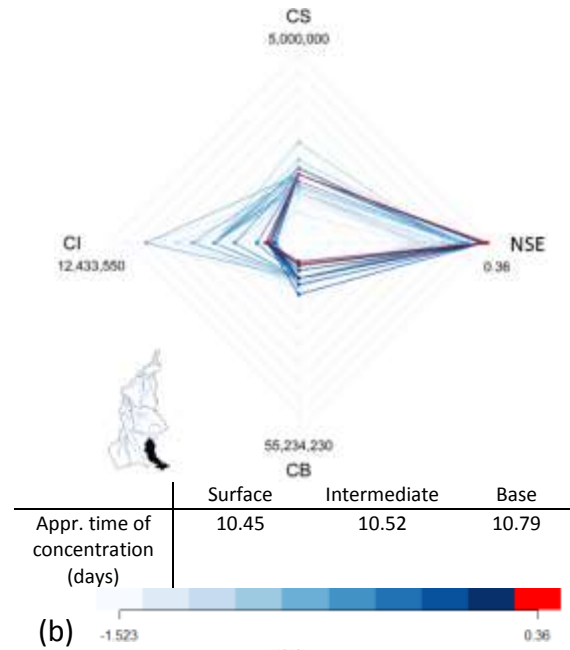 CS
5,000,000
CI
12,433,550
NSE
0.36
55,234,230
CB
Surface Intermediate Base
Appr. time of 10.45 10.52 10.79
concentration
(days)
(b) -1.523 0.36